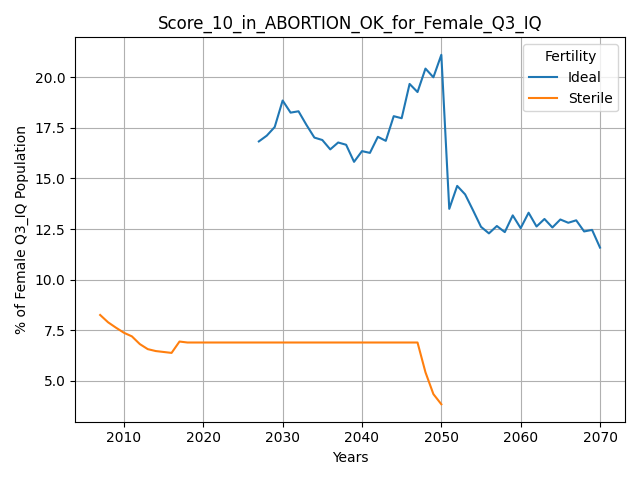 Score_10_in_ABORTION_OK_for_Female_Q3_IQ
% of Female Q3_IQ Population
20.0
17.5
15.0
12.5
10.0
7.5
5.0
Fertility
Ideal
Sterile
2010 2020 2030 2040 2050 2060 2070
Years